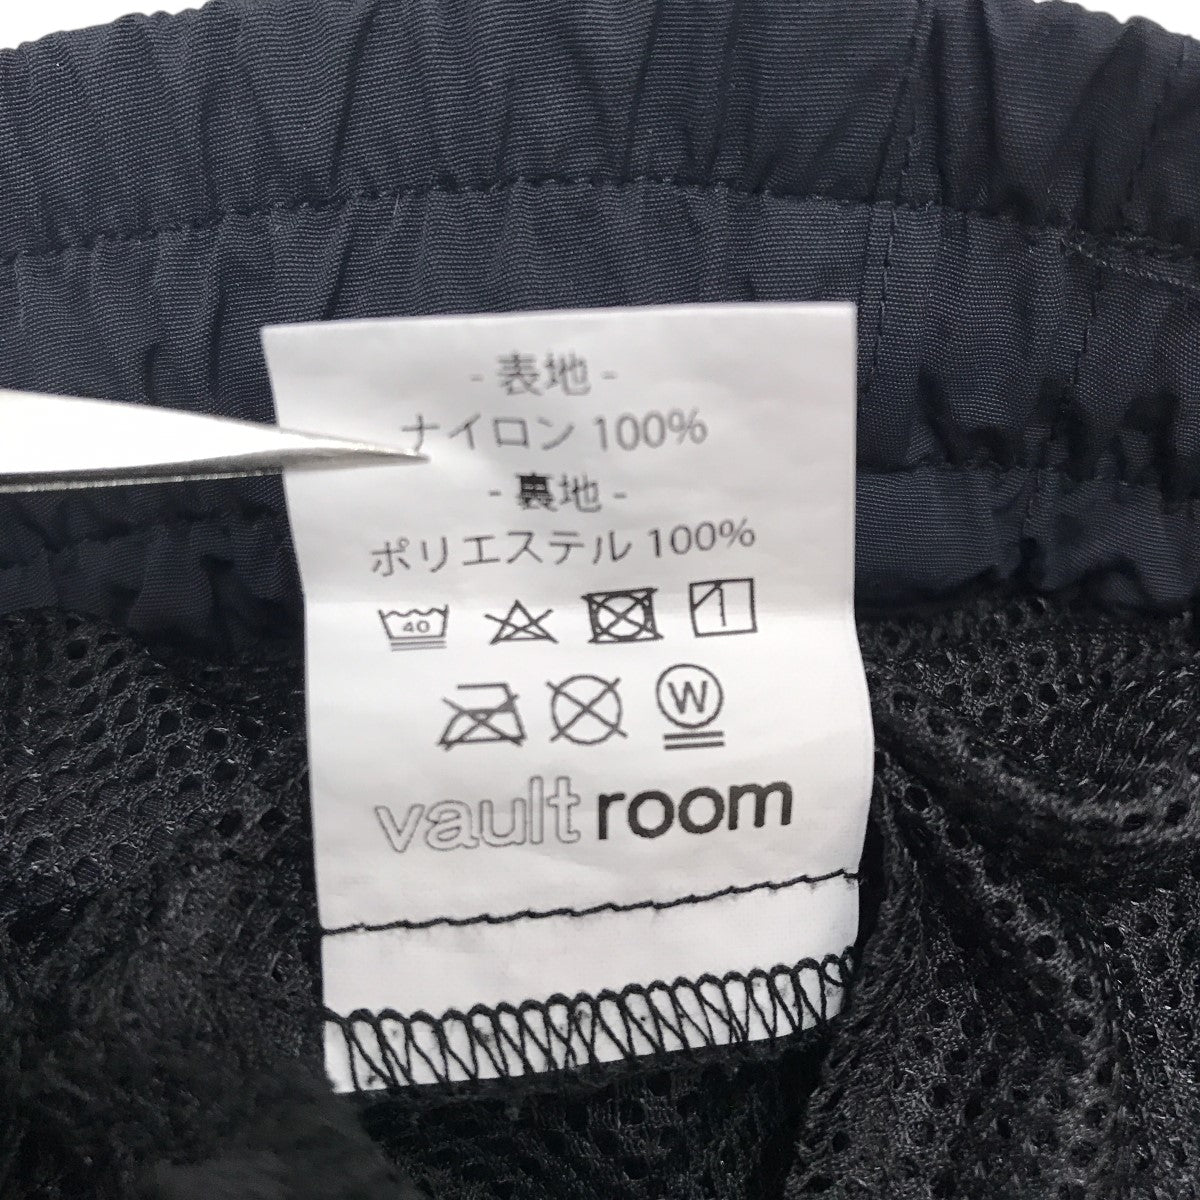 - 表地 -
ナイロン 100%
- 裏地 -
ポリエステル 100%
40
1
W
vault room